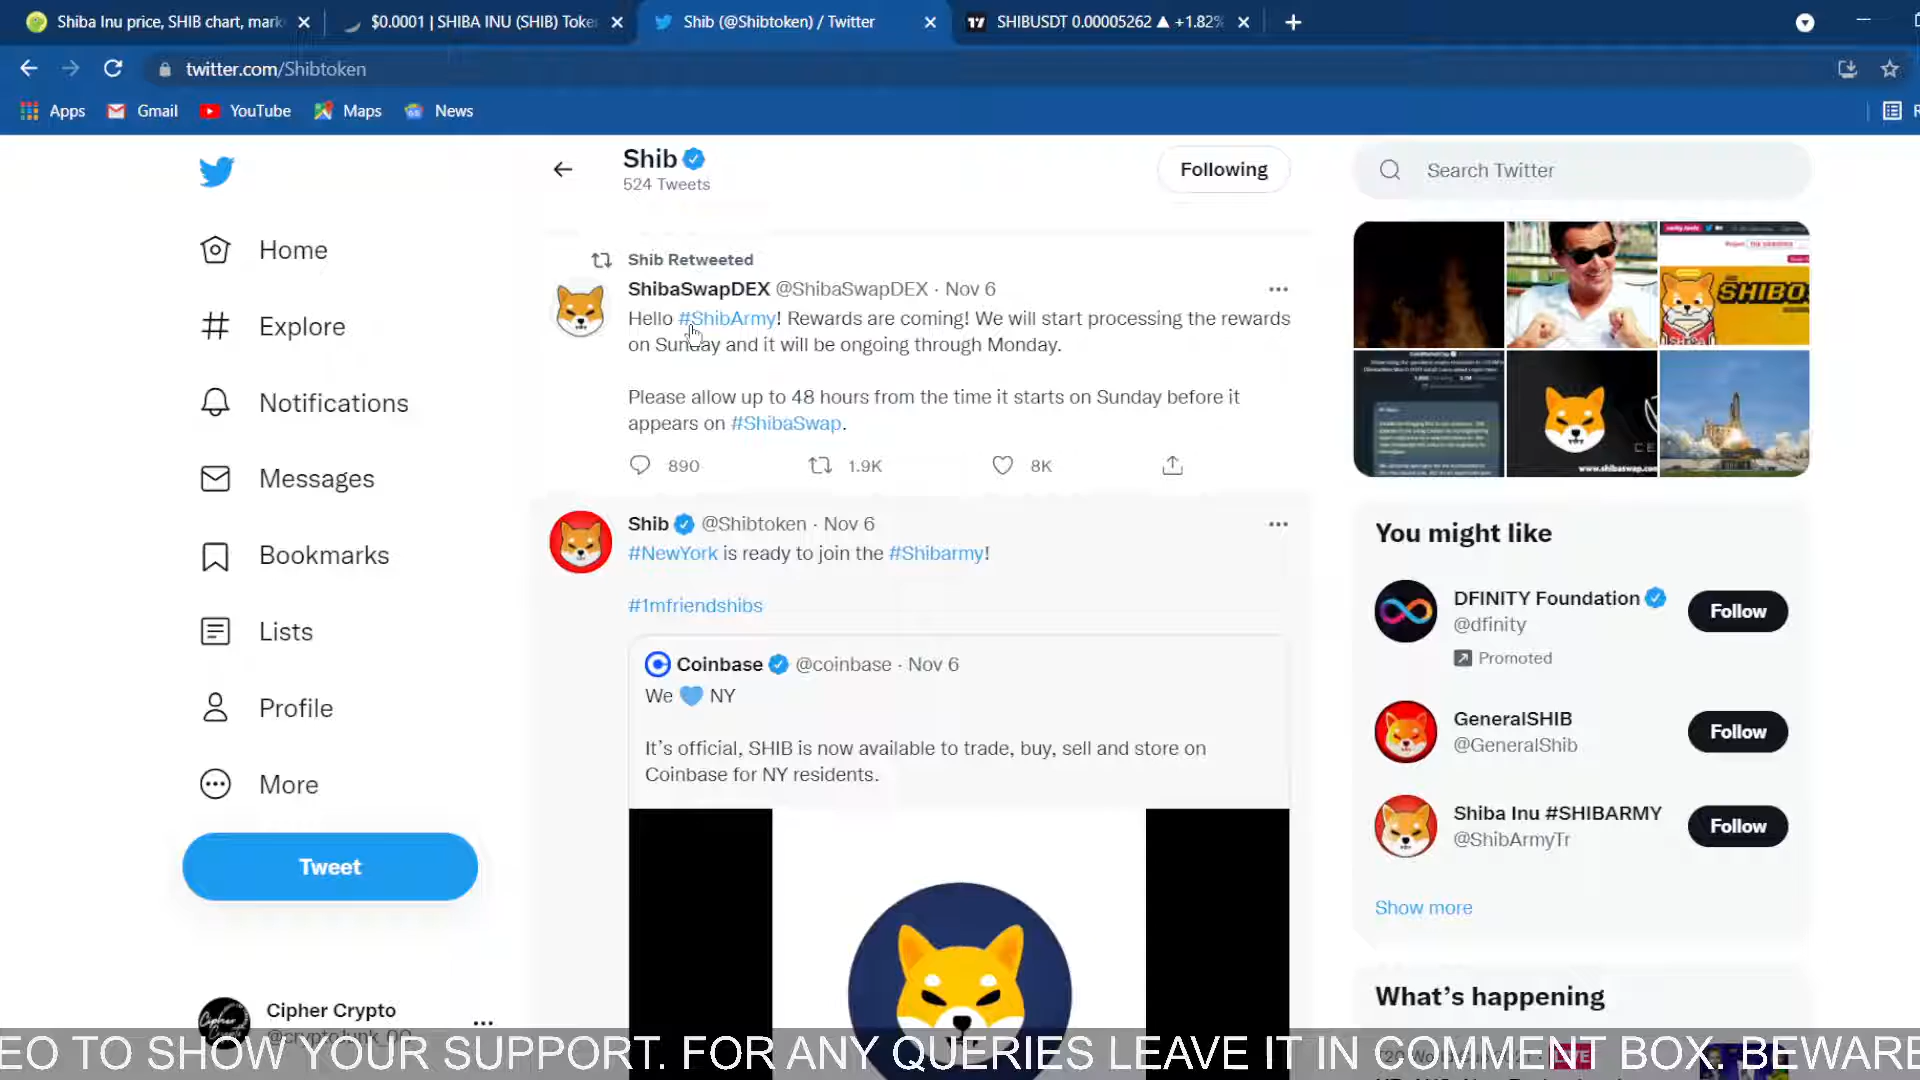 Shiba Inu price, SHIB chart, mark
$0.0001 | SHIBA INU (SHIB) Toke
Shib (@Shibtoken) / Twitter
SHIBUSDT 0.00005262 ▲ +1.82%
twitter.com/Shibtoken
Apps
Gmail
YouTube
Maps
News
Shib
524 Tweets
Following
Search Twitter
Home
Explore
Notifications
Messages
Bookmarks
Lists
Profile
More
Tweet
Cipher Crypto
Shib Retweeted
ShibaSwapDEX @ShibaSwapDEX · Nov 6
Hello #ShibArmy! Rewards are coming! We will start processing the rewards
on Sunday and it will be ongoing through Monday.
Please allow up to 48 hours from the time it starts on Sunday before it
appears on #ShibaSwap.
890 1.9K 8K
Shib @Shibtoken · Nov 6
#NewYork is ready to join the #Shibarmy!
#1mfriendshibs
Coinbase @coinbase · Nov 6
We 💙 NY
It's official, SHIB is now available to trade, buy, sell and store on
Coinbase for NY residents.
SHIBO
www.shibaswap.com
You might like
DFINITY Foundation
@dfinity
Promoted
Follow
GeneralSHIB
@GeneralShib
Follow
Shiba Inu #SHIBARMY
@ShibArmyTr
Follow
Show more
What's happening
LIVE
EO TO SHOW YOUR SUPPORT. FOR ANY QUERIES LEAVE IT IN COMMENT BOX. BEWARE